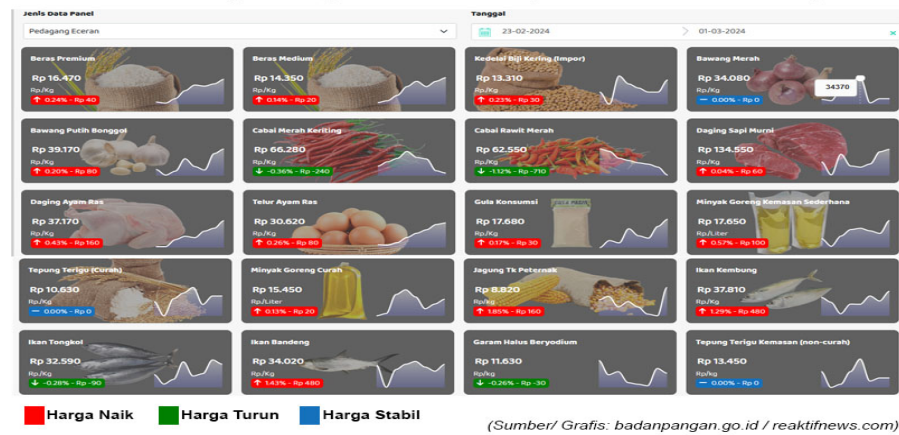 Jenis Data Panel
Tanggal
Pedagang Eceran
23-02-2024
01-03-2024
Beras Premium
Rp 16.470
Rp/Kg
↑ 0.24% - Rp 40
Beras Medium
Rp 14.350
Rp/Kg
↑ 0.14% - Rp 20
Kedelai Biji Kering (Impor)
Rp 13.310
Rp/Kg
↑ 0.23% - Rp 30
Bawang Merah
Rp 34.080
Rp/Kg
− 0.00% - Rp 0
34370
Bawang Putih Bonggol
Rp 39.170
Rp/Kg
↑ 0.20% - Rp 80
Cabai Merah Keriting
Rp 66.280
Rp/Kg
↓ -0.36% - Rp -240
Cabai Rawit Merah
Rp 62.550
Rp/Kg
↓ -1.12% - Rp -710
Daging Sapi Murni
Rp 134.550
Rp/Kg
↑ 0.04% - Rp 60
Daging Ayam Ras
Rp 37.170
Rp/Kg
↑ 0.43% - Rp 160
Telur Ayam Ras
Rp 30.620
Rp/Kg
↑ 0.26% - Rp 80
Gula Konsumsi
Rp 17.680
Rp/Kg
↑ 0.17% - Rp 30
GULA PASIR
Minyak Goreng Kemasan Sederhana
Rp 17.650
Rp/Liter
↑ 0.57% - Rp 100
Tepung Terigu (Curah)
Rp 10.630
Rp/Kg
− 0.00% - Rp 0
Minyak Goreng Curah
Rp 15.450
Rp/Liter
↑ 0.13% - Rp 20
Jagung Tk Peternak
Rp 8.820
Rp/kg
↑ 1.85% - Rp 160
Ikan Kembung
Rp 37.810
Rp/kg
↑ 1.29% - Rp 480
Ikan Tongkol
Rp 32.590
Rp/kg
↓ -0.28% - Rp -90
Ikan Bandeng
Rp 34.020
Rp/kg
↑ 1.43% - Rp 480
Garam Halus Beryodium
Rp 11.630
Rp/kg
↓ -0.26% - Rp -30
Tepung Terigu Kemasan (non-curah)
Rp 13.450
Rp/kg
− 0.00% - Rp 0
Harga Naik
Harga Turun
Harga Stabil
(Sumber/ Grafis: badanpangan.go.id / reaktifnews.com)